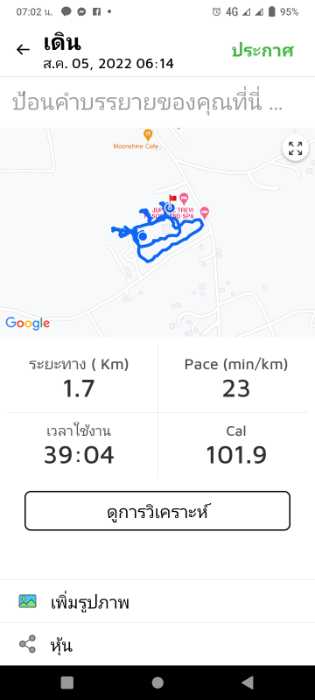 07:02 น.
4G
95%
เดิน
ส.ค. 05, 2022 06:14
ประกาศ
ป้อนคำบรรยายของคุณที่นี่ ...
Moonshine Cafe
Google
ระยะทาง ( Km)
Pace (min/km)
1.7
23
เวลาใช้งาน
Cal
39:04
101.9
ดูการวิเคราะห์
เพิ่มรูปภาพ
หุ้น